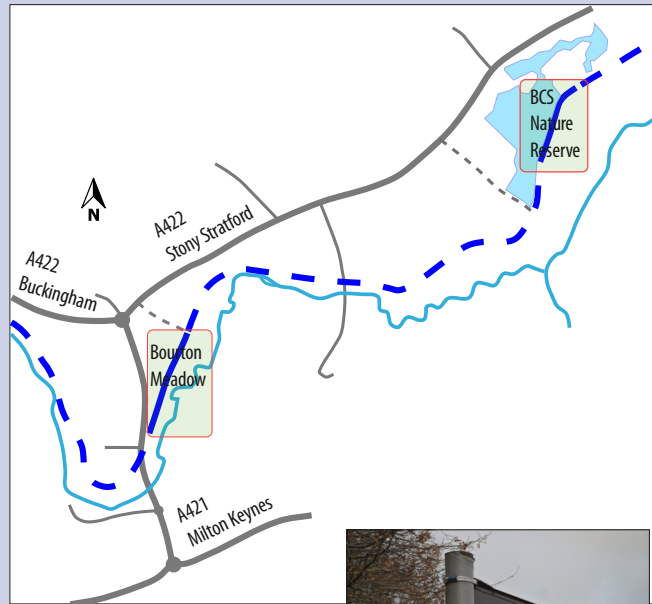 BCS
Nature
Reserve
N
A422
Stony Stratford
A422
Buckingham
Bourton
Meadow
A421
Milton Keynes